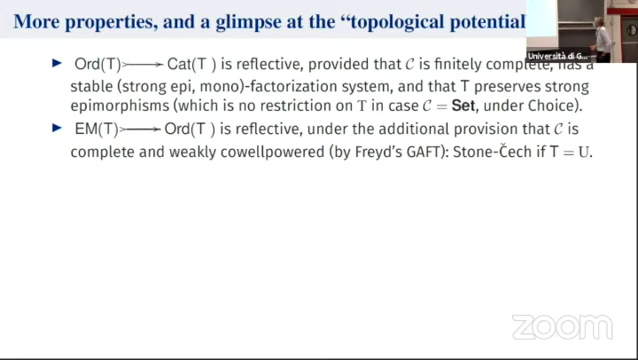 More properties, and a glimpse at the “topological potential
Università di G...
▶ Ord(T)>⟶ Cat(T ) is reflective, provided that 𝒞 is finitely complete, has a
stable (strong epi, mono)-factorization system, and that T preserves strong
epimorphisms (which is no restriction on T in case 𝒞 = Set, under Choice).
▶ EM(T)>⟶ Ord(T ) is reflective, under the additional provision that 𝒞 is
complete and weakly cowellpowered (by Freyd’s GAFT): Stone-Čech if T = U.
zoom